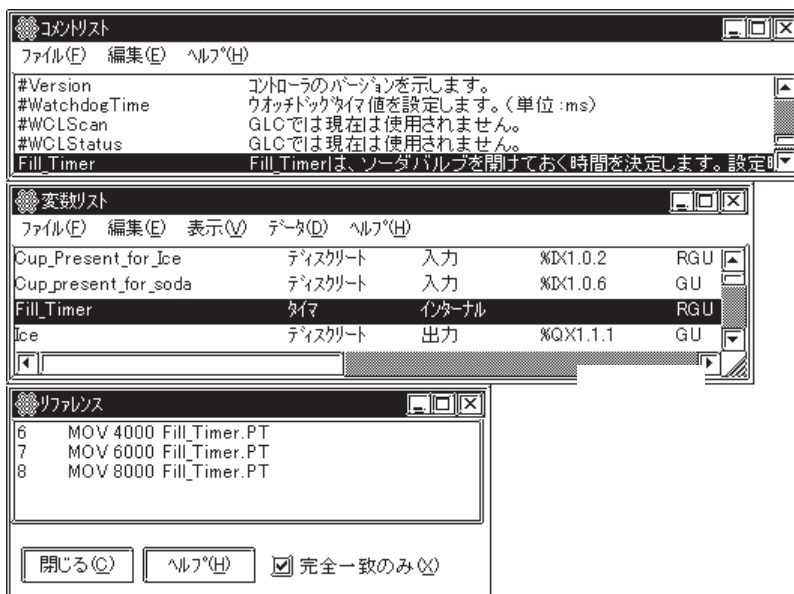 コメントリスト
ファイル(F) 編集(E) ヘルプ(H)
#Version コントローラのバージョンを示します。
#WatchdogTime ウオッチドッグタイマ値を設定します。(単位:ms)
#WCLScan GLCでは現在は使用されません。
#WCLStatus GLCでは現在は使用されません。
Fill_Timer Fill_Timerは、ソーダバルブを開けておく時間を決定します。設定
変数リスト
ファイル(F) 編集(E) 表示(V) データ(D) ヘルプ(H)
Cup_Present_for_Ice ディスクリート 入力 %IX1.0.2 RGU
Cup_present_for_soda ディスクリート 入力 %IX1.0.6 GU
Fill_Timer タイマ インターナル RGU
Ice ディスクリート 出力 %QX1.1.1 GU
リファレンス
6 MOV 4000 Fill_Timer.PT
7 MOV 6000 Fill_Timer.PT
8 MOV 8000 Fill_Timer.PT
閉じる(C) ヘルプ(H) 完全一致のみ(X)